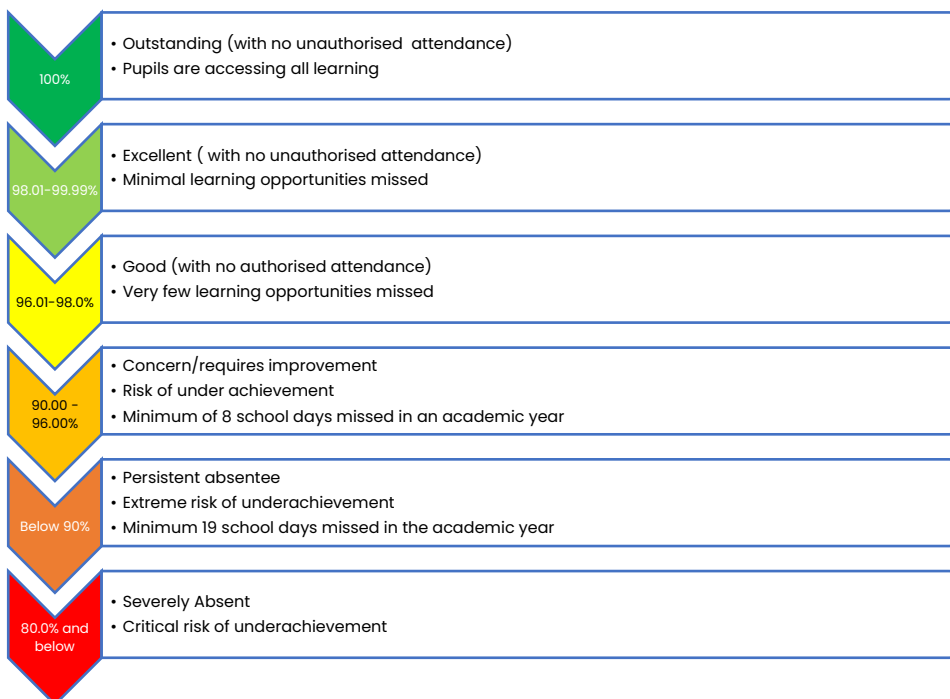 100%
• Outstanding (with no unauthorised  attendance)
• Pupils are accessing all learning
98.01-99.99%
• Excellent ( with no unauthorised attendance)
• Minimal learning opportunities missed
96.01-98.0%
• Good (with no authorised attendance)
• Very few learning opportunities missed
90.00 -
96.00%
• Concern/requires improvement
• Risk of under achievement
• Minimum of 8 school days missed in an academic year
Below 90%
• Persistent absentee
• Extreme risk of underachievement
• Minimum 19 school days missed in the academic year
80.0% and
below
• Severely Absent
• Critical risk of underachievement